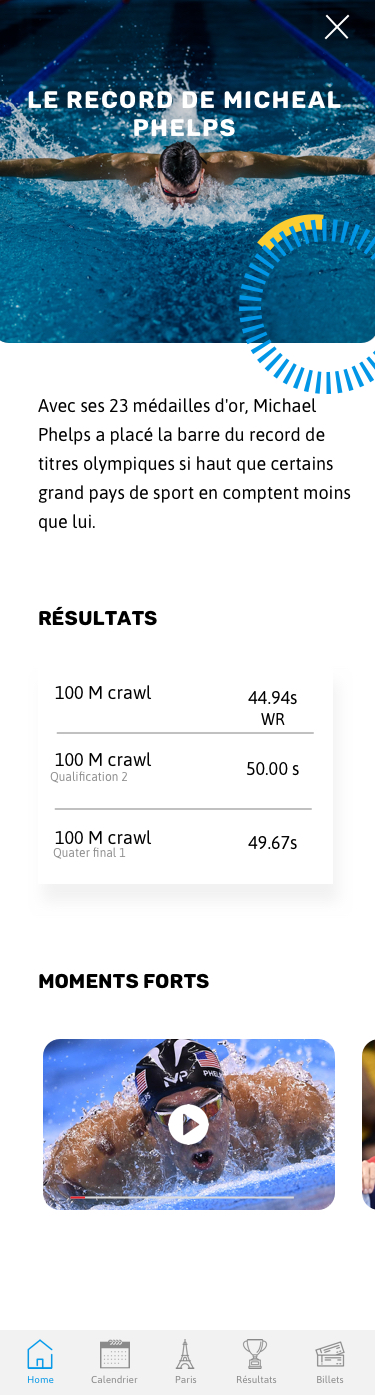 LE RECORD DE MICHEAL
PHELPS
Avec ses 23 médailles d'or, Michael
Phelps a placé la barre du record de
titres olympiques si haut que certains
grand pays de sport en comptent moins
que lui.
RÉSULTATS
100 M crawl
44.94s
WR
100 M crawl
Qualification 2
50.00 s
100 M crawl
Quater final 1
49.67s
MOMENTS FORTS
NP
PHELPS
Home
Calendrier
Paris
Résultats
Billets